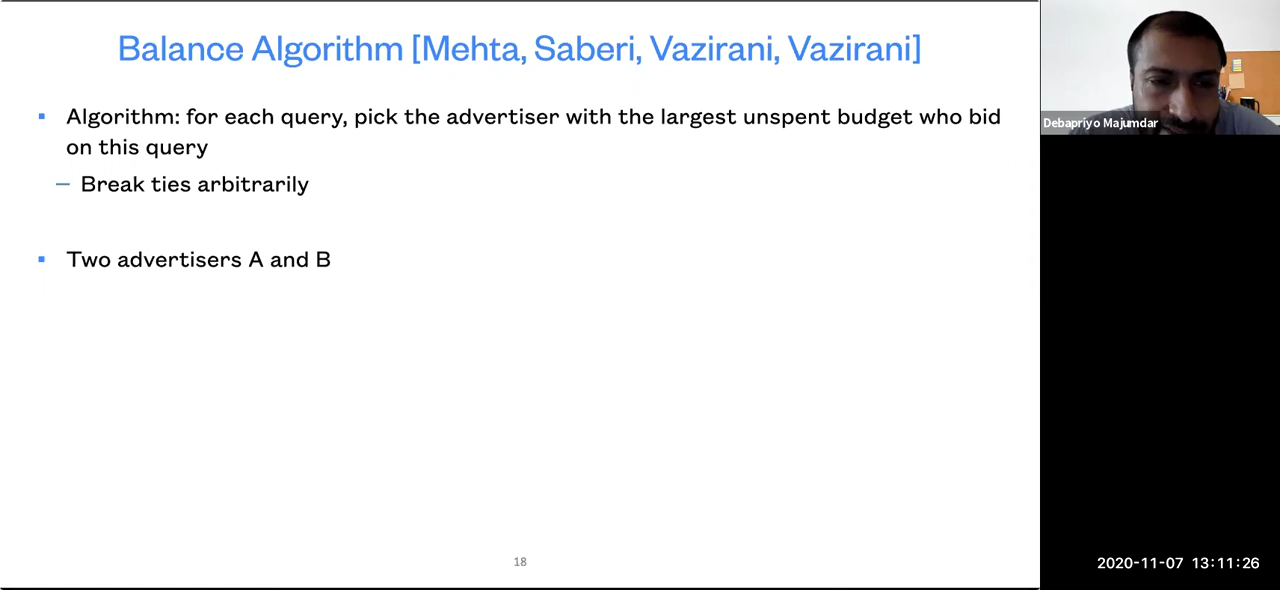 Balance Algorithm [Mehta, Saberi, Vazirani, Vazirani]
▪ Algorithm: for each query, pick the advertiser with the largest unspent budget who bid
on this query
– Break ties arbitrarily
▪ Two advertisers A and B
18
Debapriyo Majumdar
2020-11-07 13:11:26